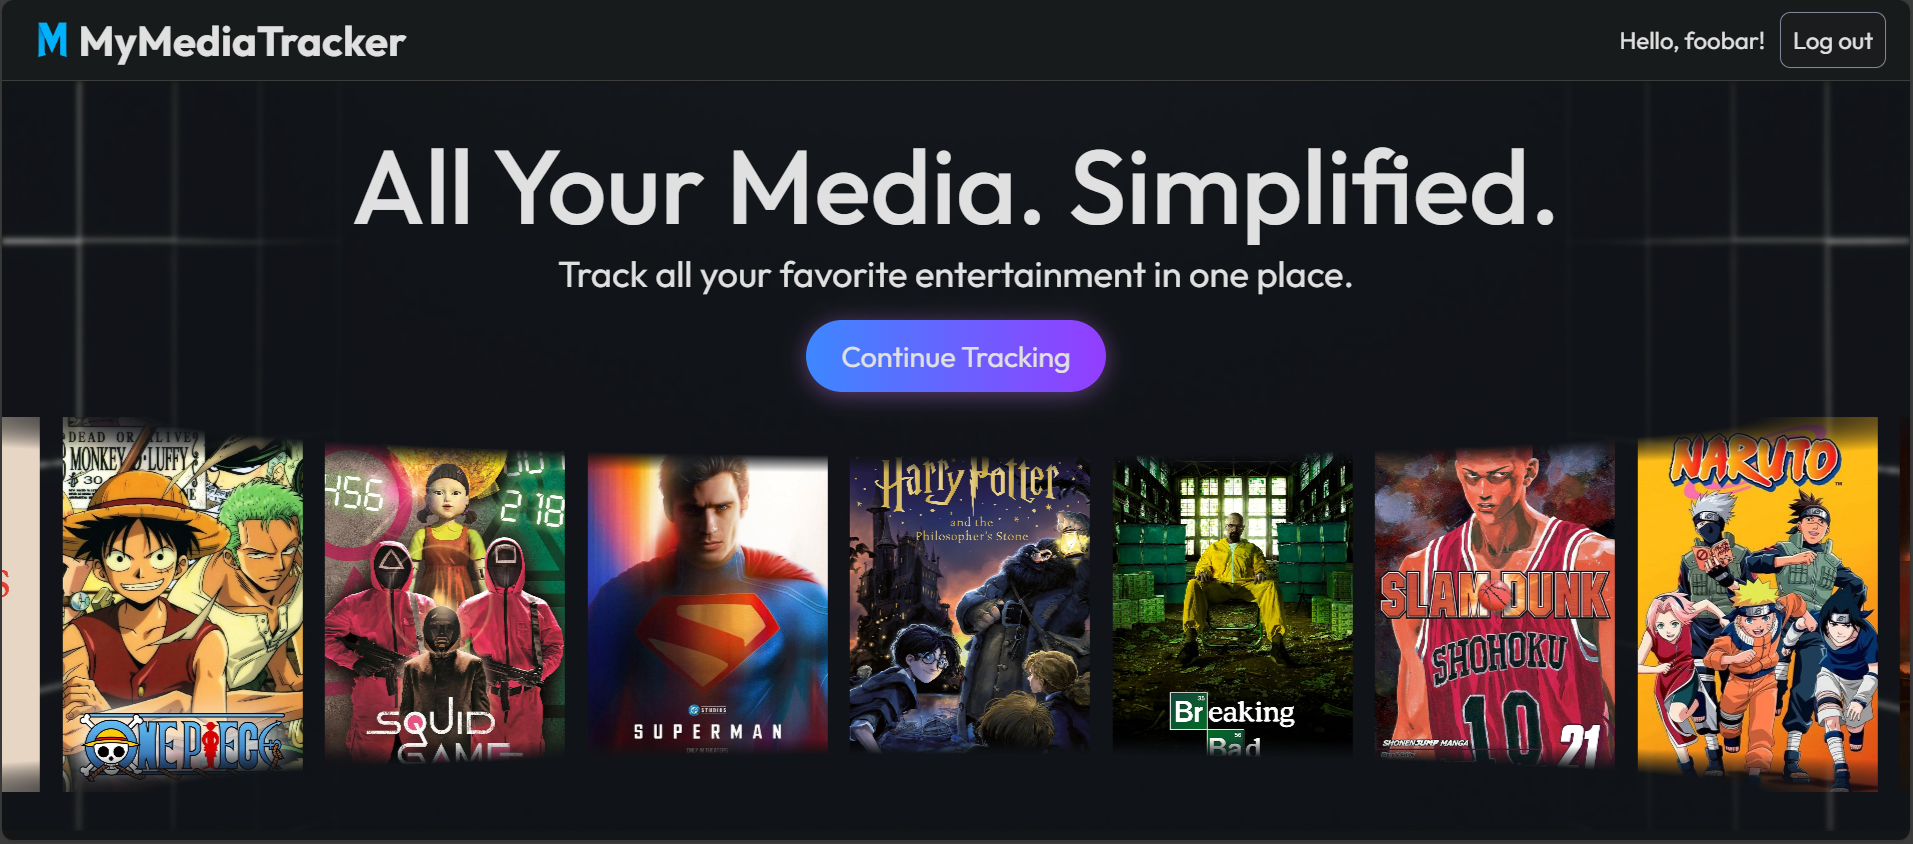 M MyMediaTracker
Hello, foobar!
Log out
All Your Media. Simplified.
Track all your favorite entertainment in one place.
Continue Tracking
DEAD OR ALIVE
MONKEY·D·LUFFY
30
ONE PIECE
456
218
SQUID
GAME
DC STUDIOS
SUPERMAN
Harry Potter
and the
Philosopher's Stone
Breaking
Bad
SLAM DUNK
SHOHOKU
10
SHONEN JUMP MANGA
21
NARUTO